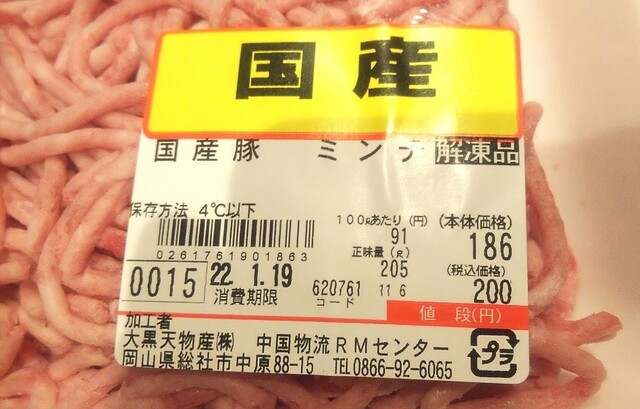 国産
国産豚 ミンチ 解凍品
保存方法 4℃以下
100gあたり(円) (本体価格)
91 186
正味量(g) (税込価格)
205 200
0261761901863
0015 22.1.19 620761 11 6
消費期限 コード
値段(円)
加工者
大黒天物産㈱ 中国物流RMセンター
岡山県総社市中原88-15 TEL0866-92-6065
プラ